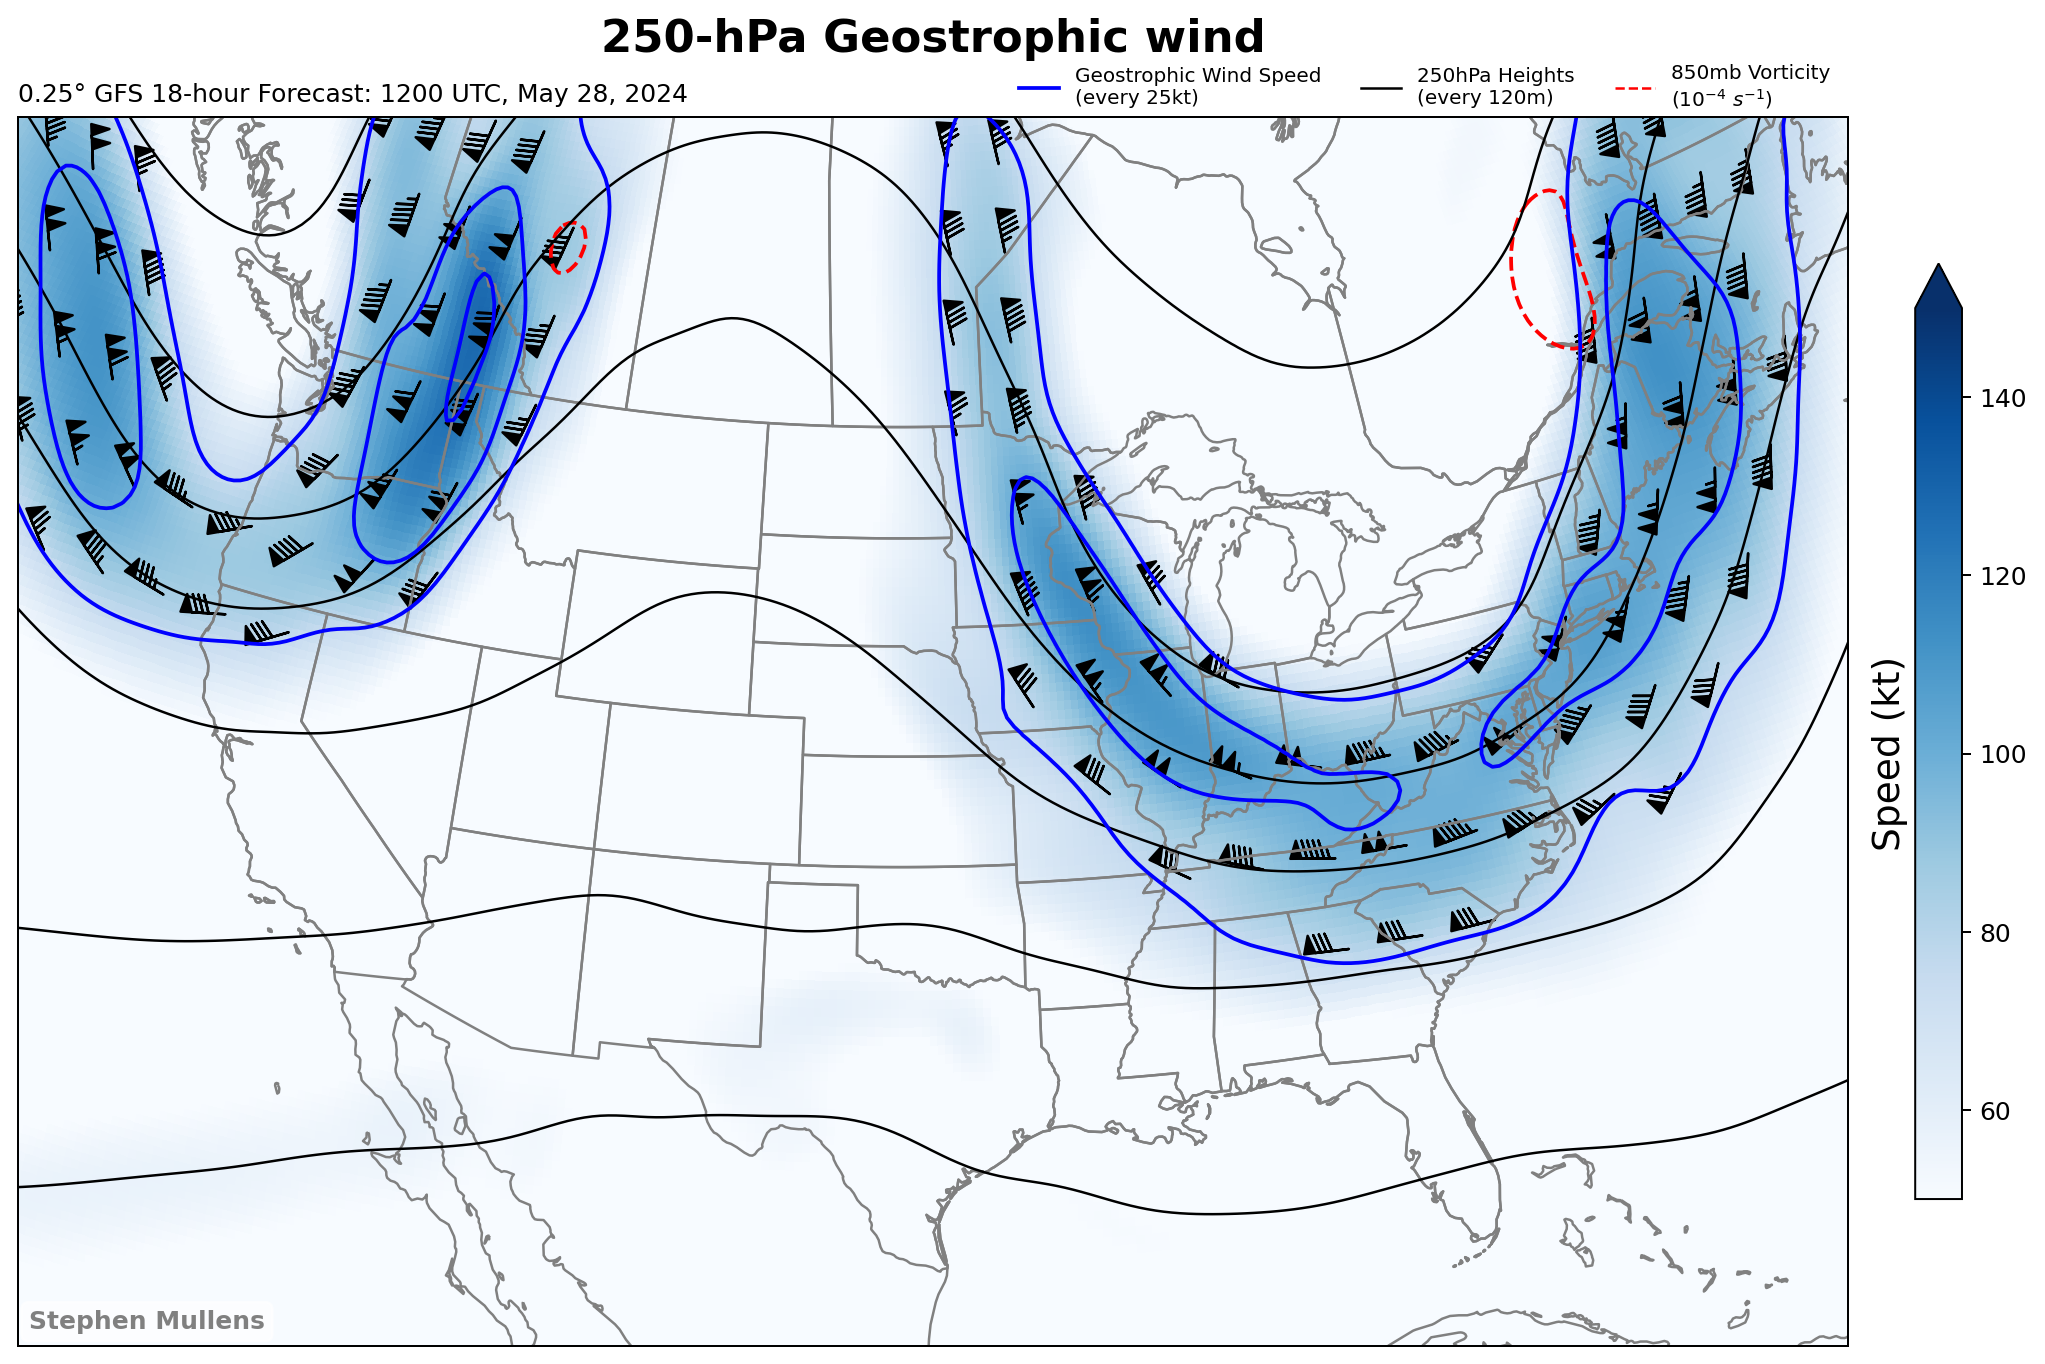 250-hPa Geostrophic wind
0.25° GFS 18-hour Forecast: 1200 UTC, May 28, 2024
Geostrophic Wind Speed
(every 25kt)
250hPa Heights
(every 120m)
850mb Vorticity
(10⁻⁴ s⁻¹)
140
120
100
80
60
Speed (kt)
Stephen Mullens